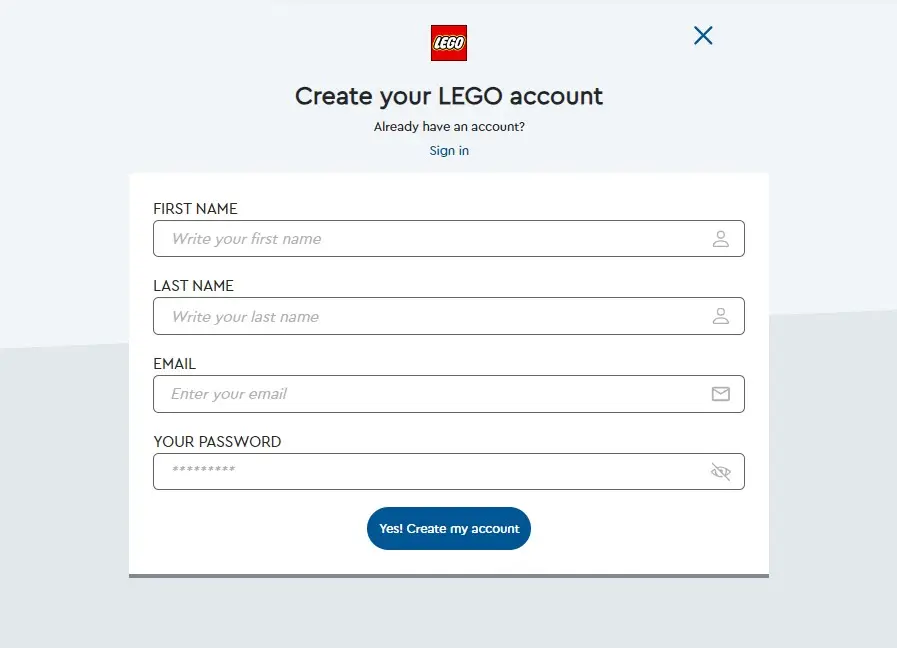 LEGO
Create your LEGO account
Already have an account?
Sign in
FIRST NAME
Write your first name
LAST NAME
Write your last name
EMAIL
Enter your email
YOUR PASSWORD
*********
Yes! Create my account